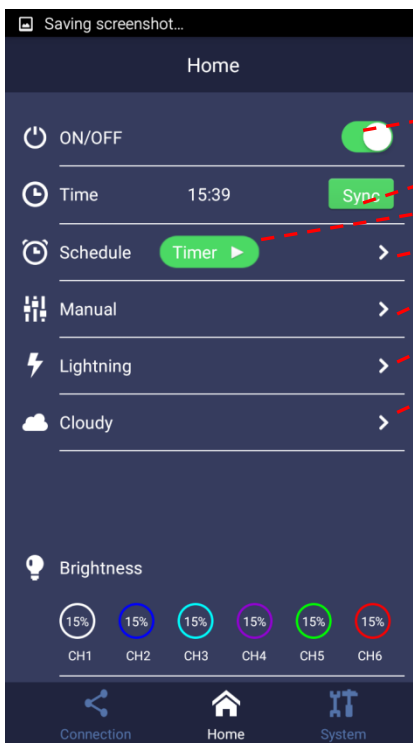 Saving screenshot...
Home
ON/OFF
Time 15:39 Sync
Schedule Timer
Manual
Lightning
Cloudy
Brightness
15% 15% 15% 15% 15% 15%
CH1 CH2 CH3 CH4 CH5 CH6
Connection Home System